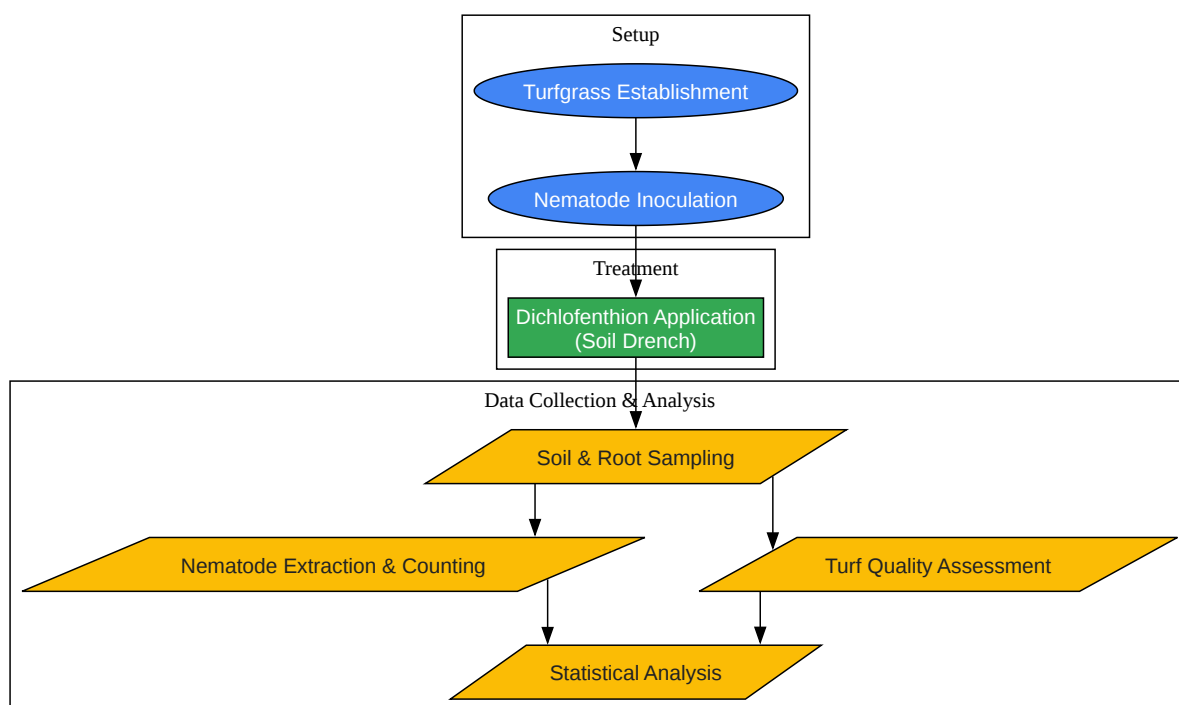 Setup
Turfgrass Establishment
Nematode Inoculation
Treatment
Dichlofenthion Application
(Soil Drench)
Data Collection & Analysis
Soil & Root Sampling
Nematode Extraction & Counting
Turf Quality Assessment
Statistical Analysis